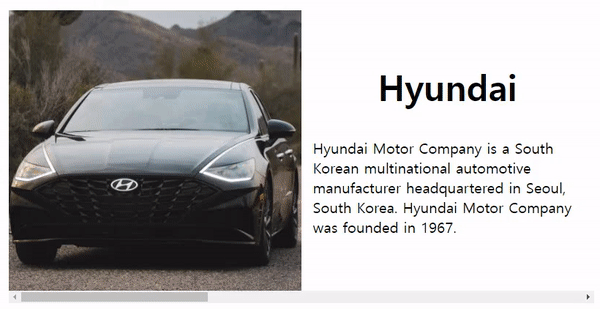 Hyundai
Hyundai Motor Company is a South
Korean multinational automotive
manufacturer headquartered in Seoul,
South Korea. Hyundai Motor Company
was founded in 1967.